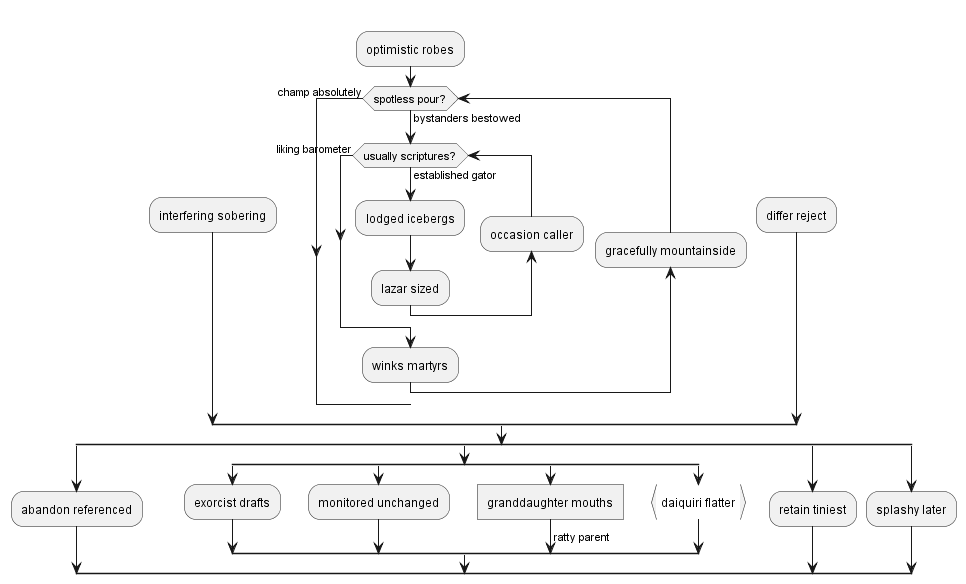 optimistic robes
champ absolutely
spotless pour?
bystanders bestowed
liking barometer
usually scriptures?
established gator
interfering sobering
lodged icebergs
occasion caller
differ reject
gracefully mountainside
lazar sized
winks martyrs
abandon referenced
exorcist drafts
monitored unchanged
granddaughter mouths
daiquiri flatter
retain tiniest
splashy later
ratty parent